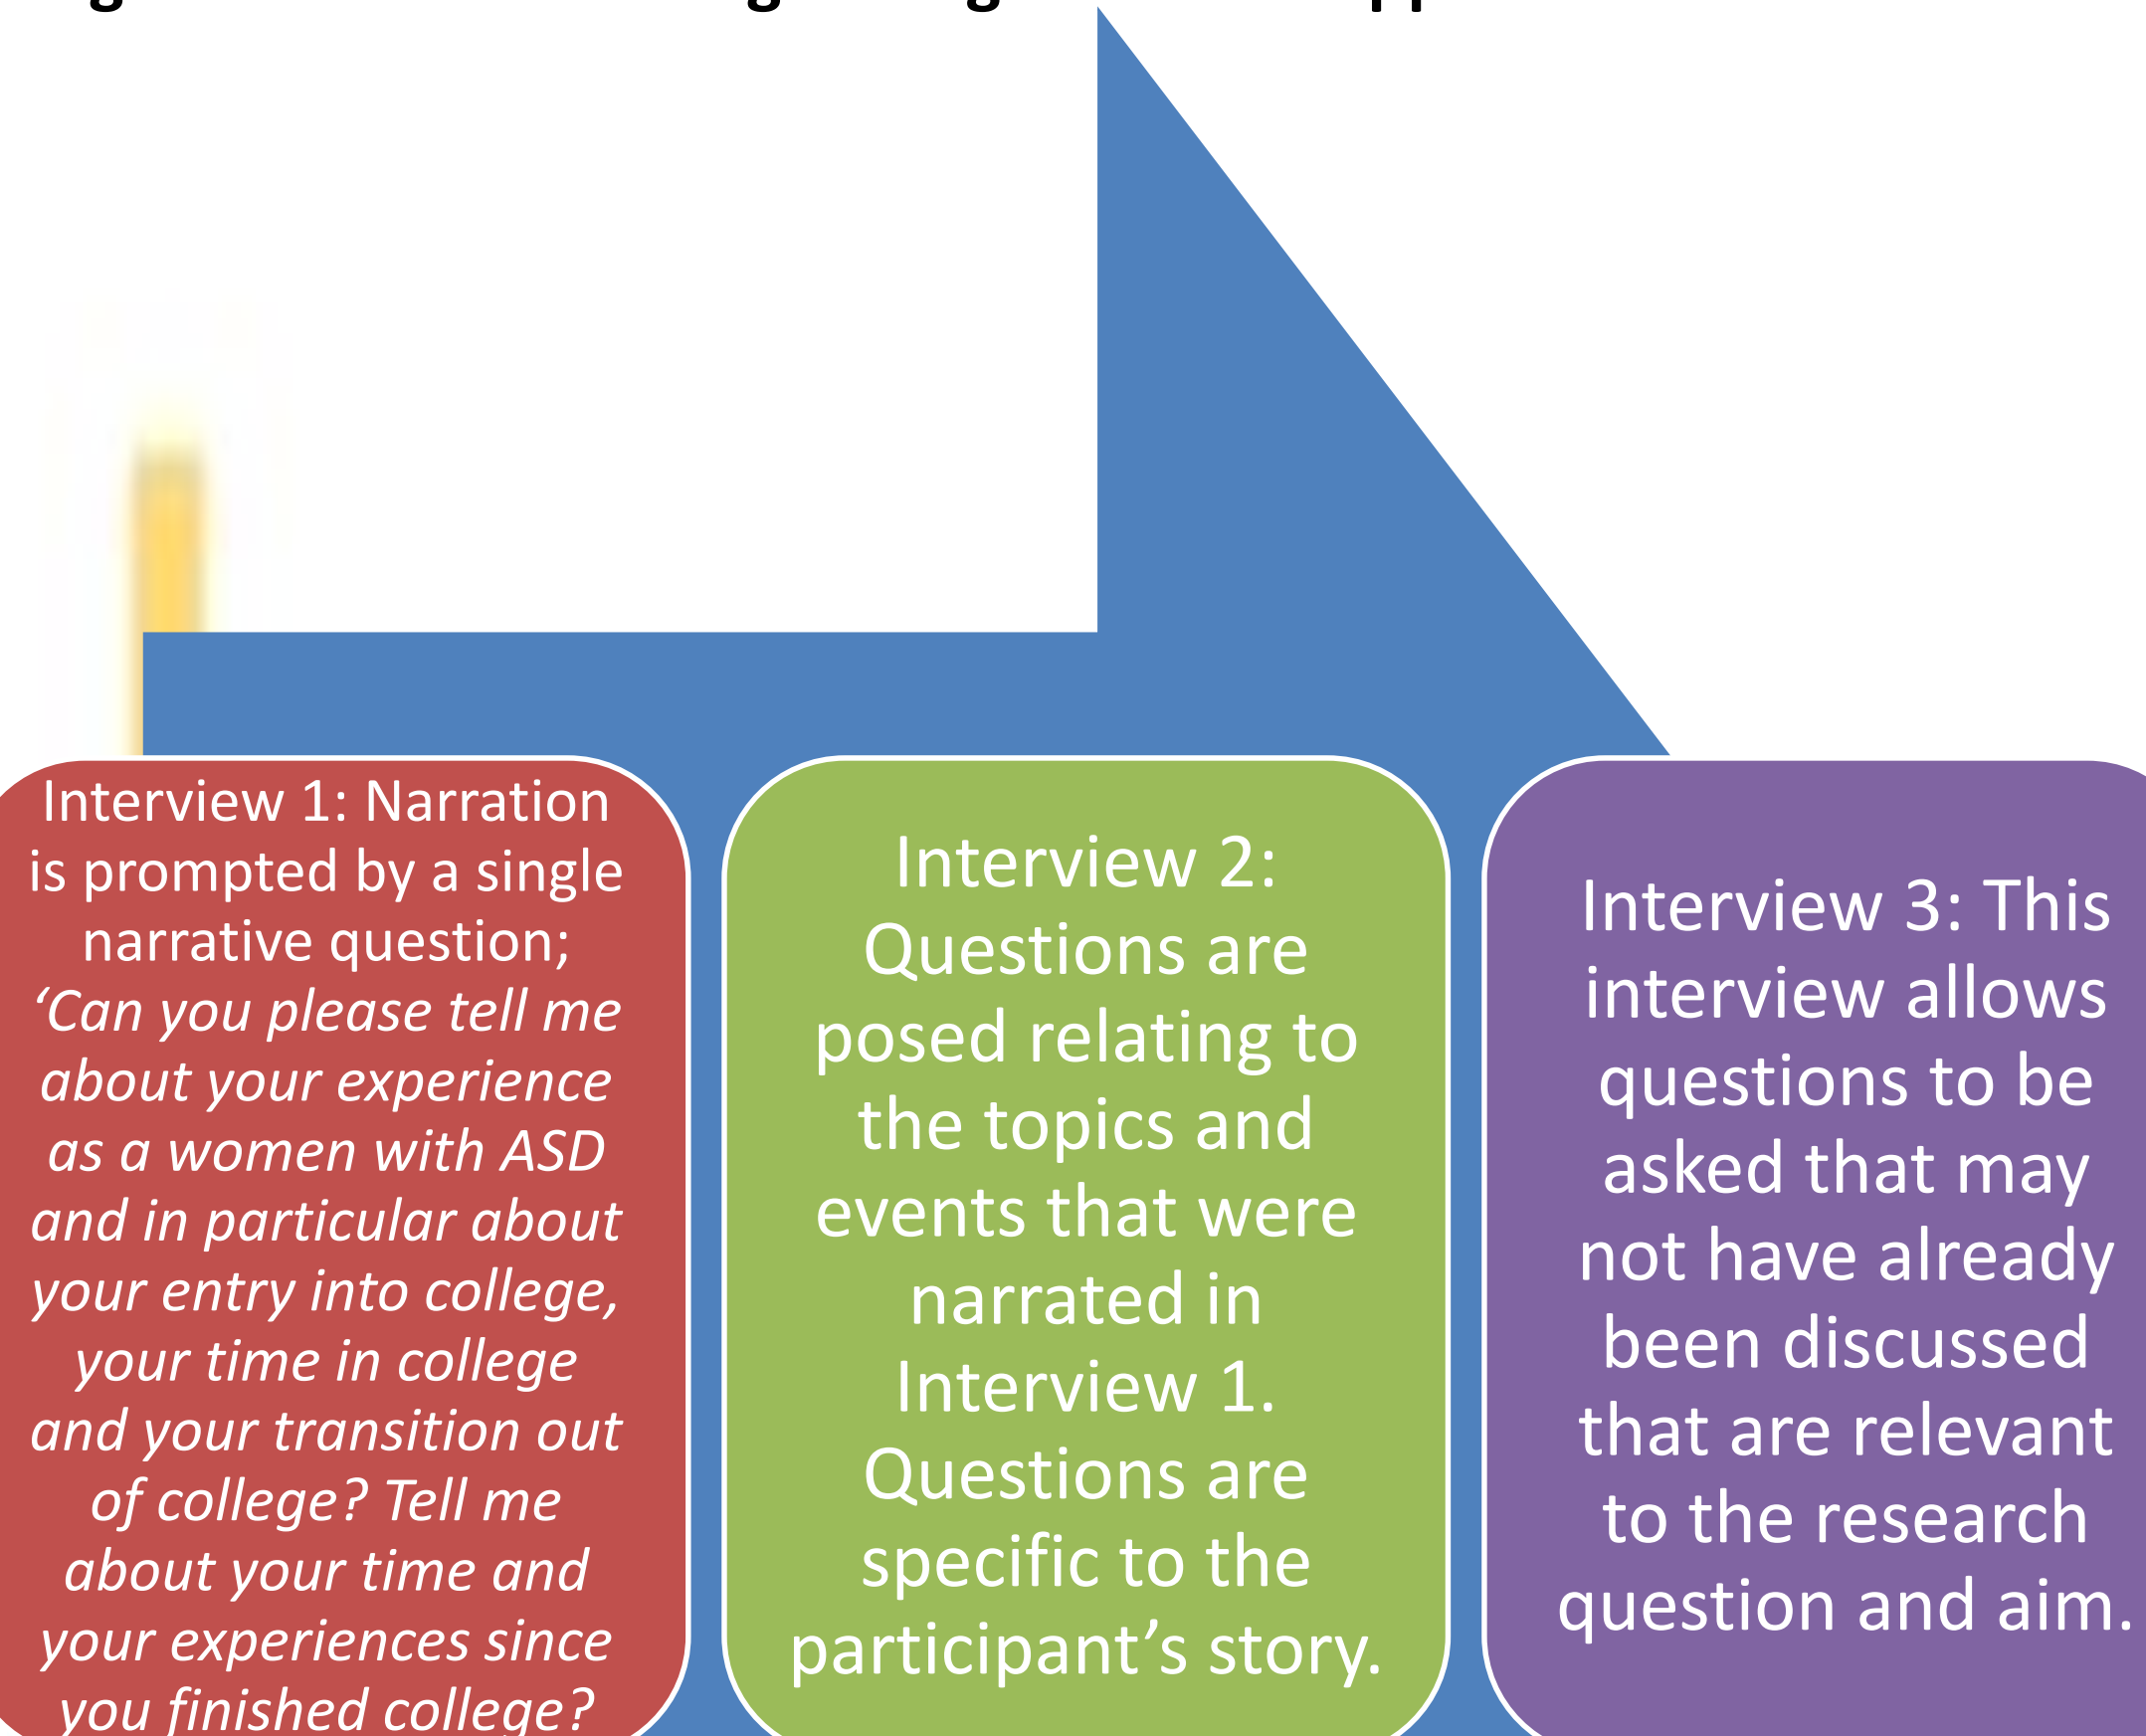 Interview 1: Narration
is prompted by a single
narrative question;
‘Can you please tell me
about your experience
as a women with ASD
and in particular about
your entry into college,
your time in college
and your transition out
of college? Tell me
about your time and
your experiences since
you finished college?
Interview 2:
Questions are
posed relating to
the topics and
events that were
narrated in
Interview 1.
Questions are
specific to the
participant’s story.
Interview 3: This
interview allows
questions to be
asked that may
not have already
been discussed
that are relevant
to the research
question and aim.